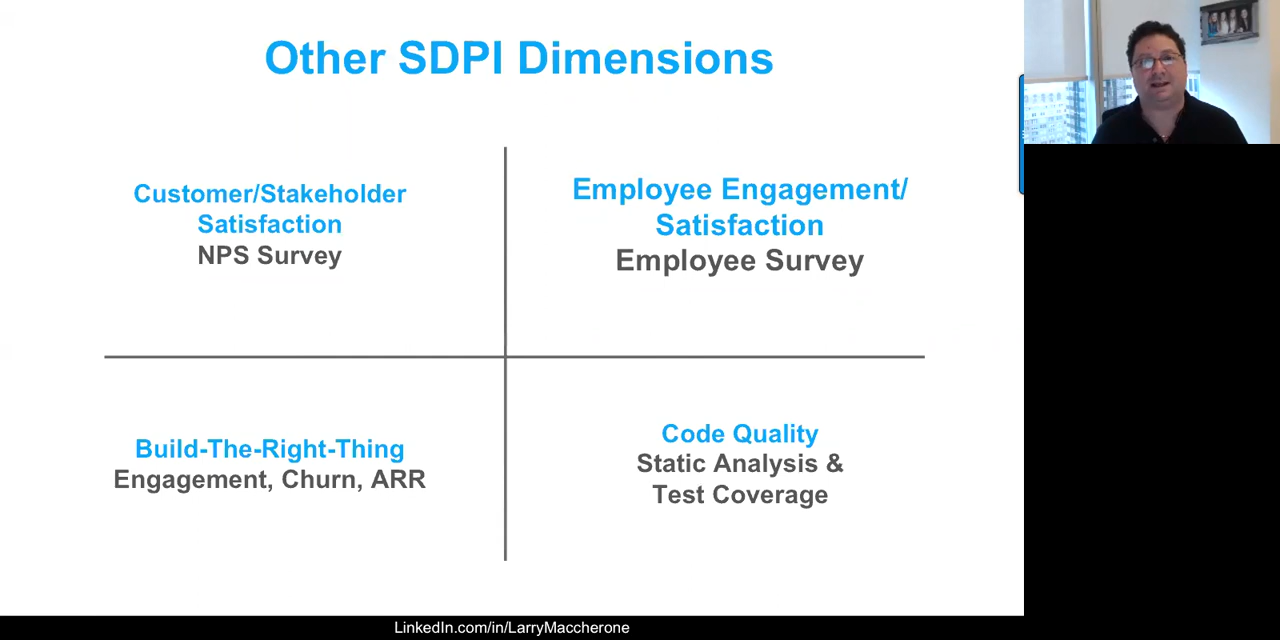 Other SDPI Dimensions
Customer/Stakeholder
Satisfaction
NPS Survey
Employee Engagement/
Satisfaction
Employee Survey
Build-The-Right-Thing
Engagement, Churn, ARR
Code Quality
Static Analysis &
Test Coverage
LinkedIn.com/in/LarryMaccherone